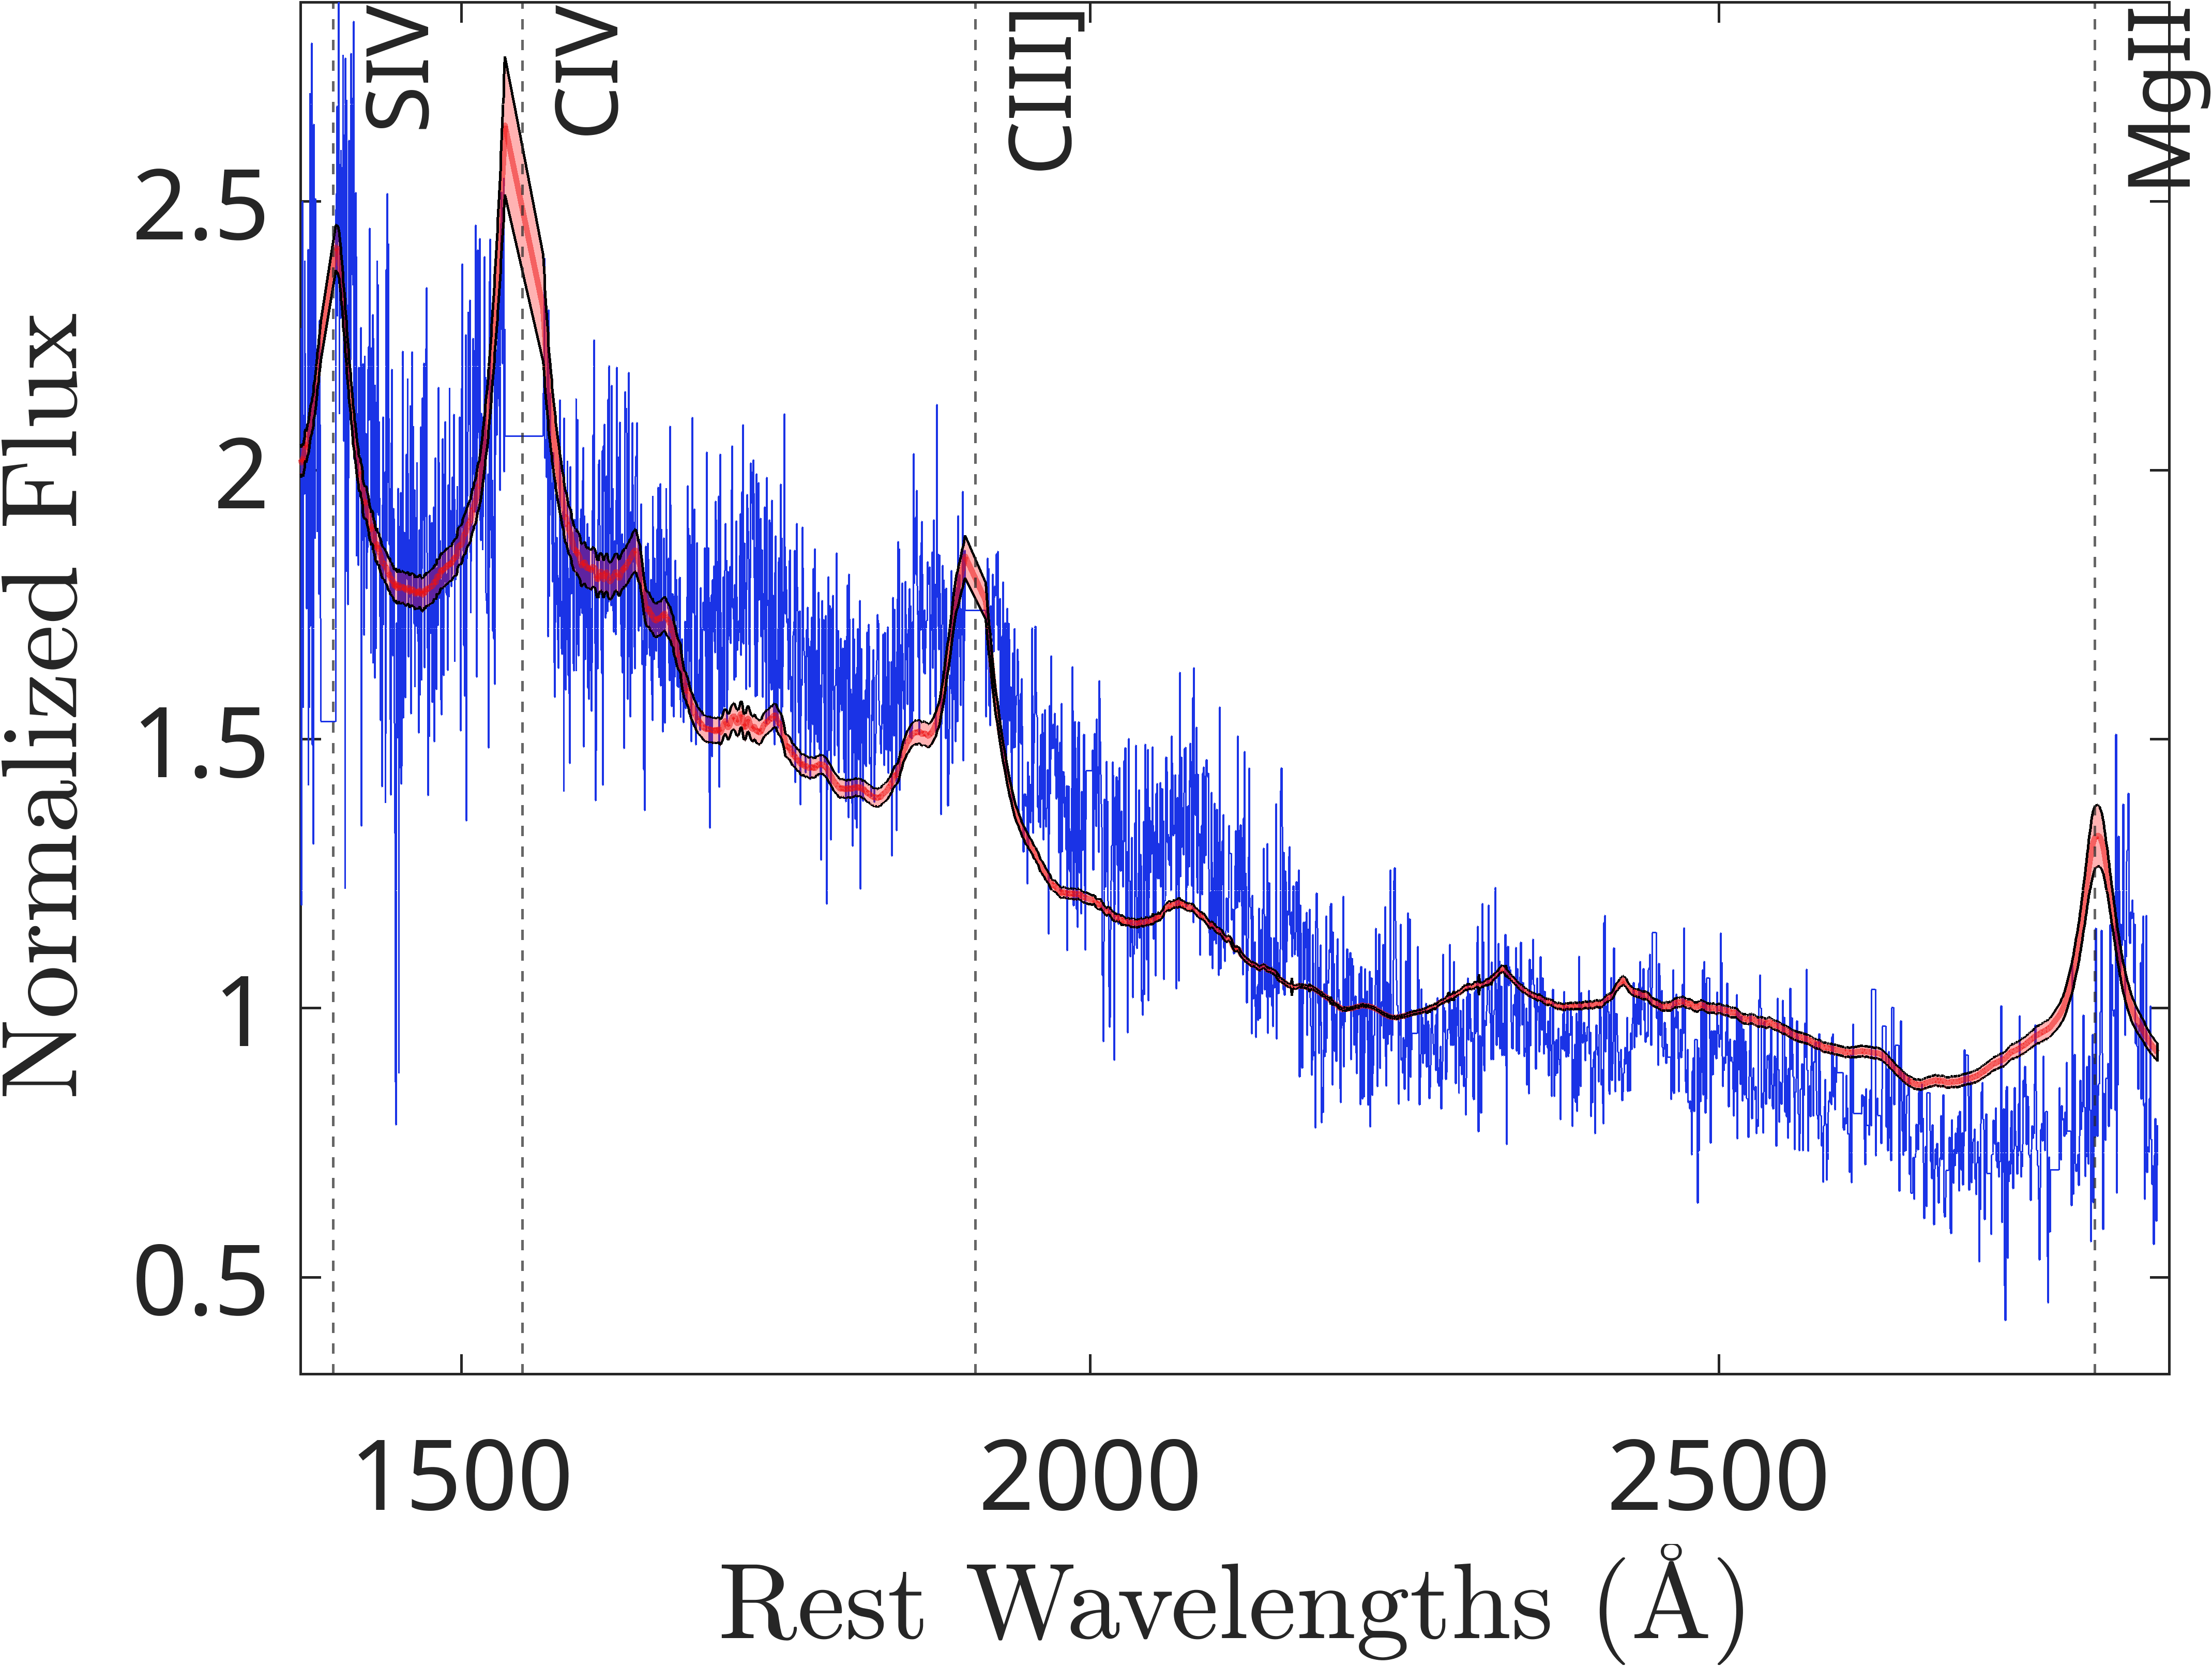 SIV
CIV
CIII]
MgII
Normalized Flux
2.5
2
1.5
1
0.5
1500
2000
2500
Rest Wavelengths (Å)